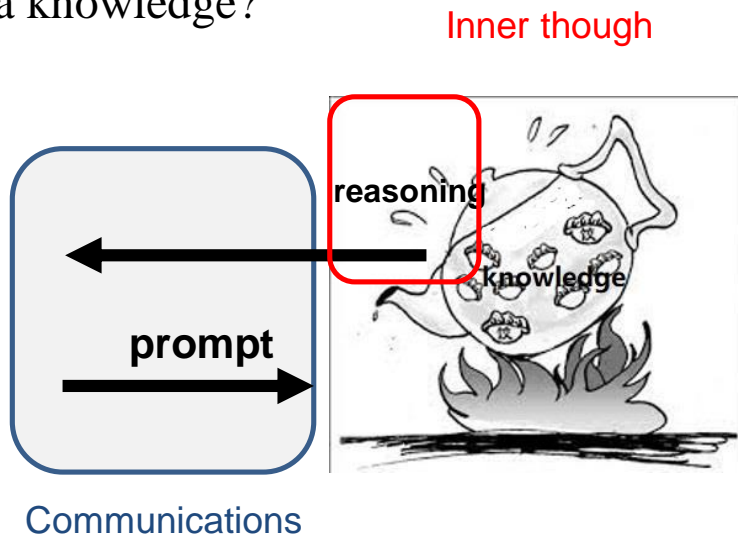 a knowledge?
Inner though
reasoning
knowledge
prompt
Communications